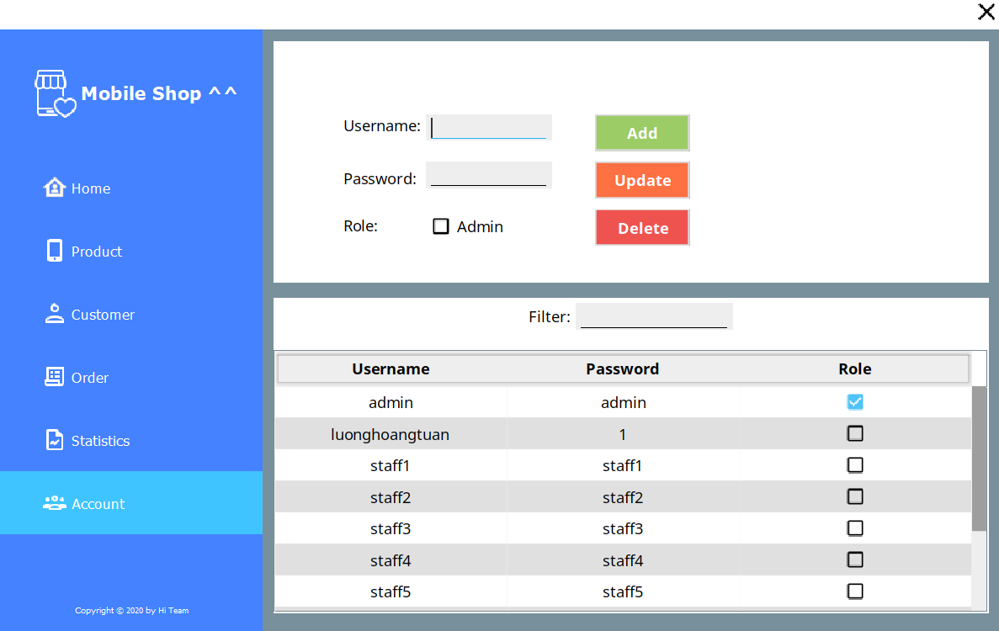 Mobile Shop ^^
Home
Product
Customer
Order
Statistics
Account
Copyright © 2020 by Hi Team
Username:
Add
Password:
Update
Role: Admin
Delete
Filter:
Username Password Role
admin admin
luonghoangtuan 1
staff1 staff1
staff2 staff2
staff3 staff3
staff4 staff4
staff5 staff5